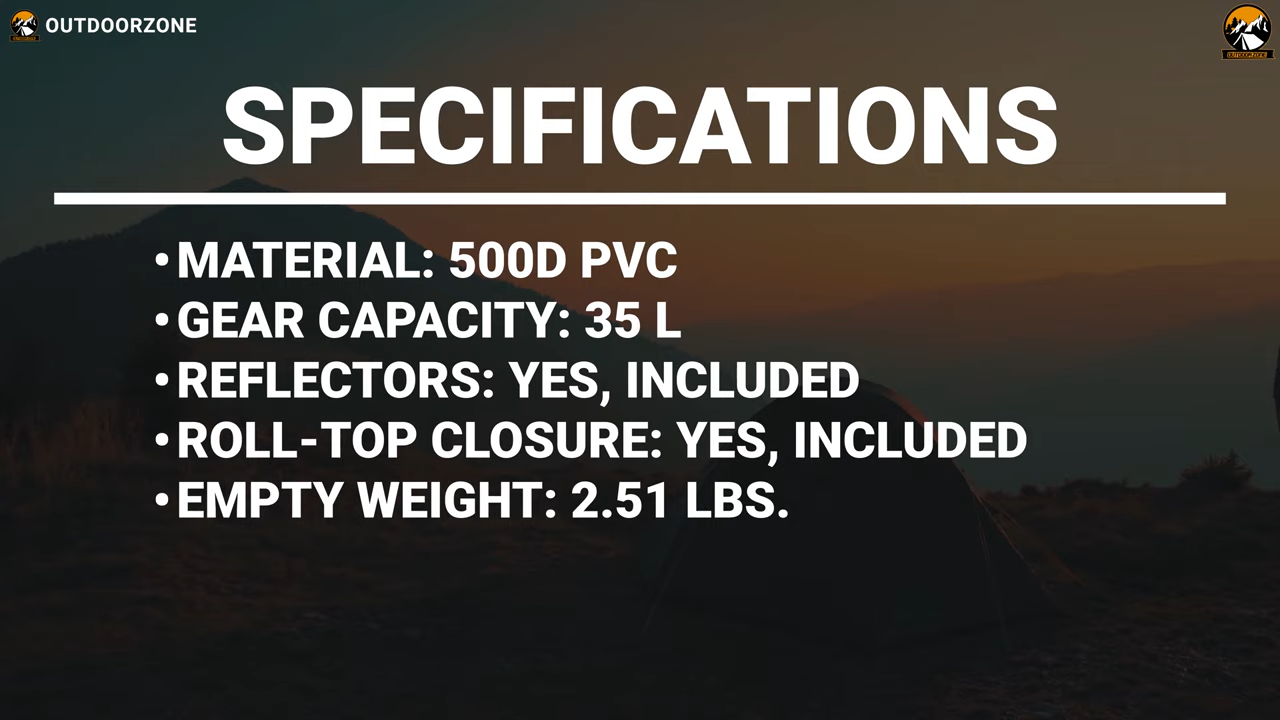 OUTDOORZONE
SPECIFICATIONS
• MATERIAL: 500D PVC
• GEAR CAPACITY: 35 L
• REFLECTORS: YES, INCLUDED
• ROLL-TOP CLOSURE: YES, INCLUDED
• EMPTY WEIGHT: 2.51 LBS.